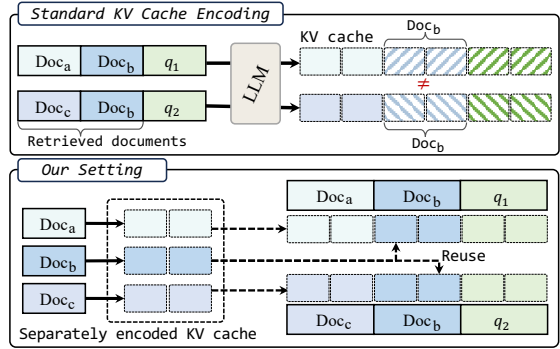 Standard KV Cache Encoding
Doc_b
KV cache
Doc_a Doc_b q_1
LLM
≠
Doc_c Doc_b q_2
Retrieved documents
Doc_b
Our Setting
Doc_a Doc_b q_1
Doc_a
Doc_b
Reuse
Doc_c
Doc_c Doc_b q_2
Separately encoded KV cache